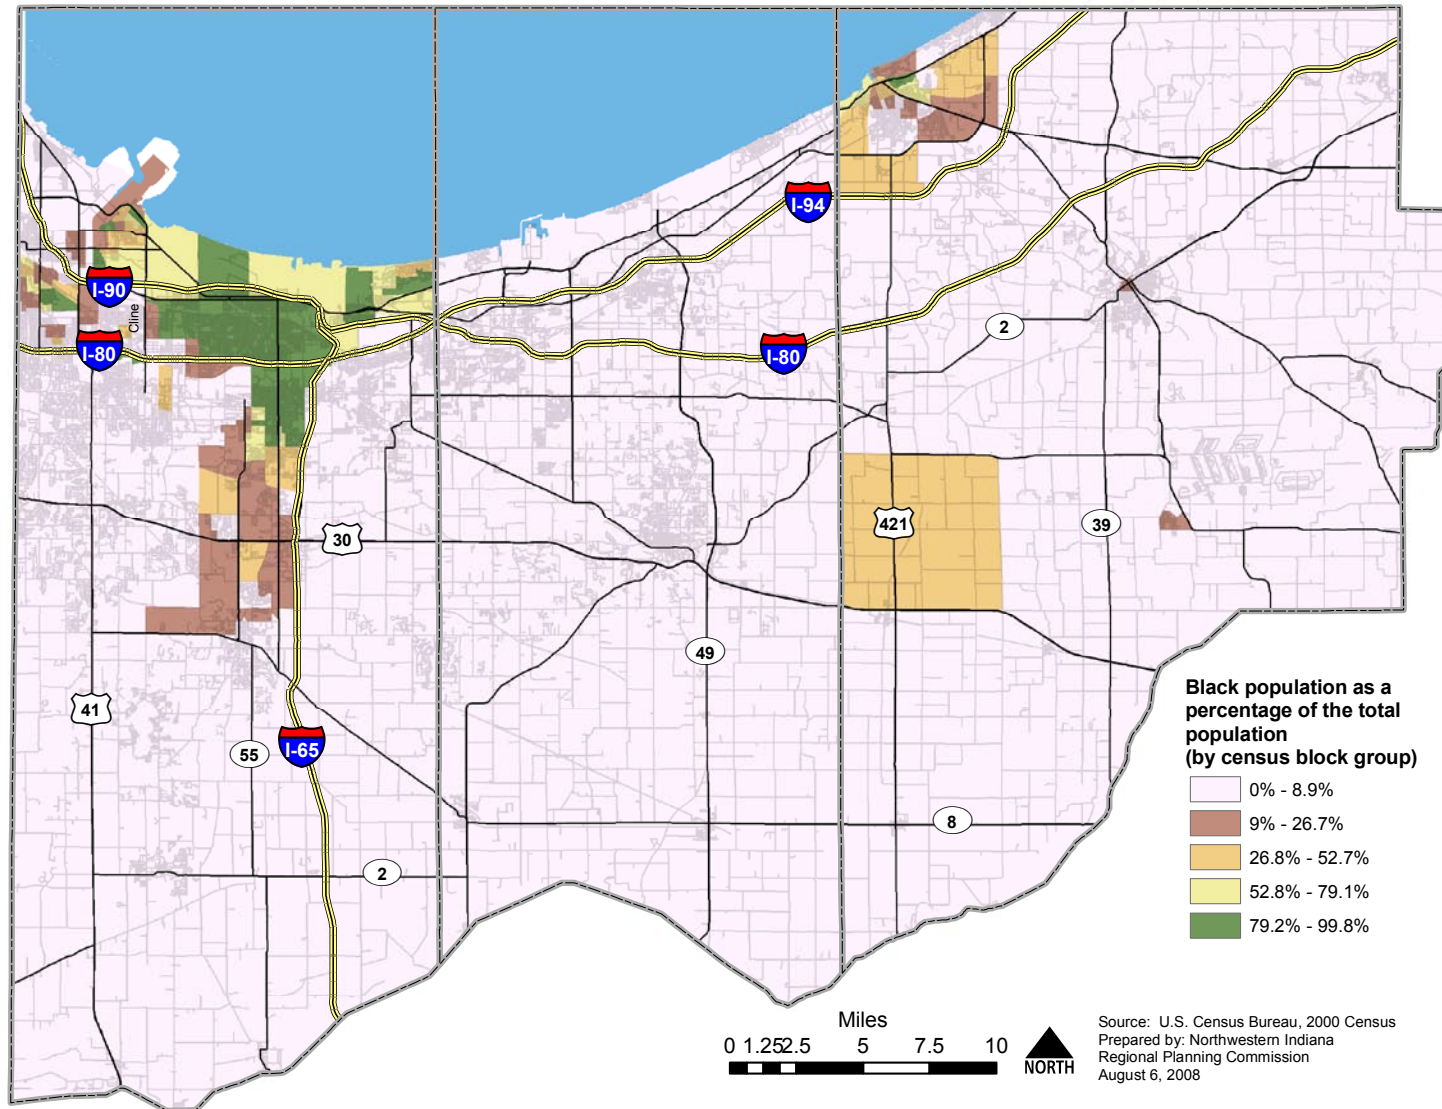 I-94
I-90
Cline
2
I-80
I-80
421
39
30
49
Black population as a
percentage of the total
population
(by census block group)
41
I-65
55
0% - 8.9%
8
9% - 26.7%
26.8% - 52.7%
2
52.8% - 79.1%
79.2% - 99.8%
Miles
0 1.25 2.5 5 7.5 10
NORTH
Source: U.S. Census Bureau, 2000 Census
Prepared by: Northwestern Indiana
Regional Planning Commission
August 6, 2008